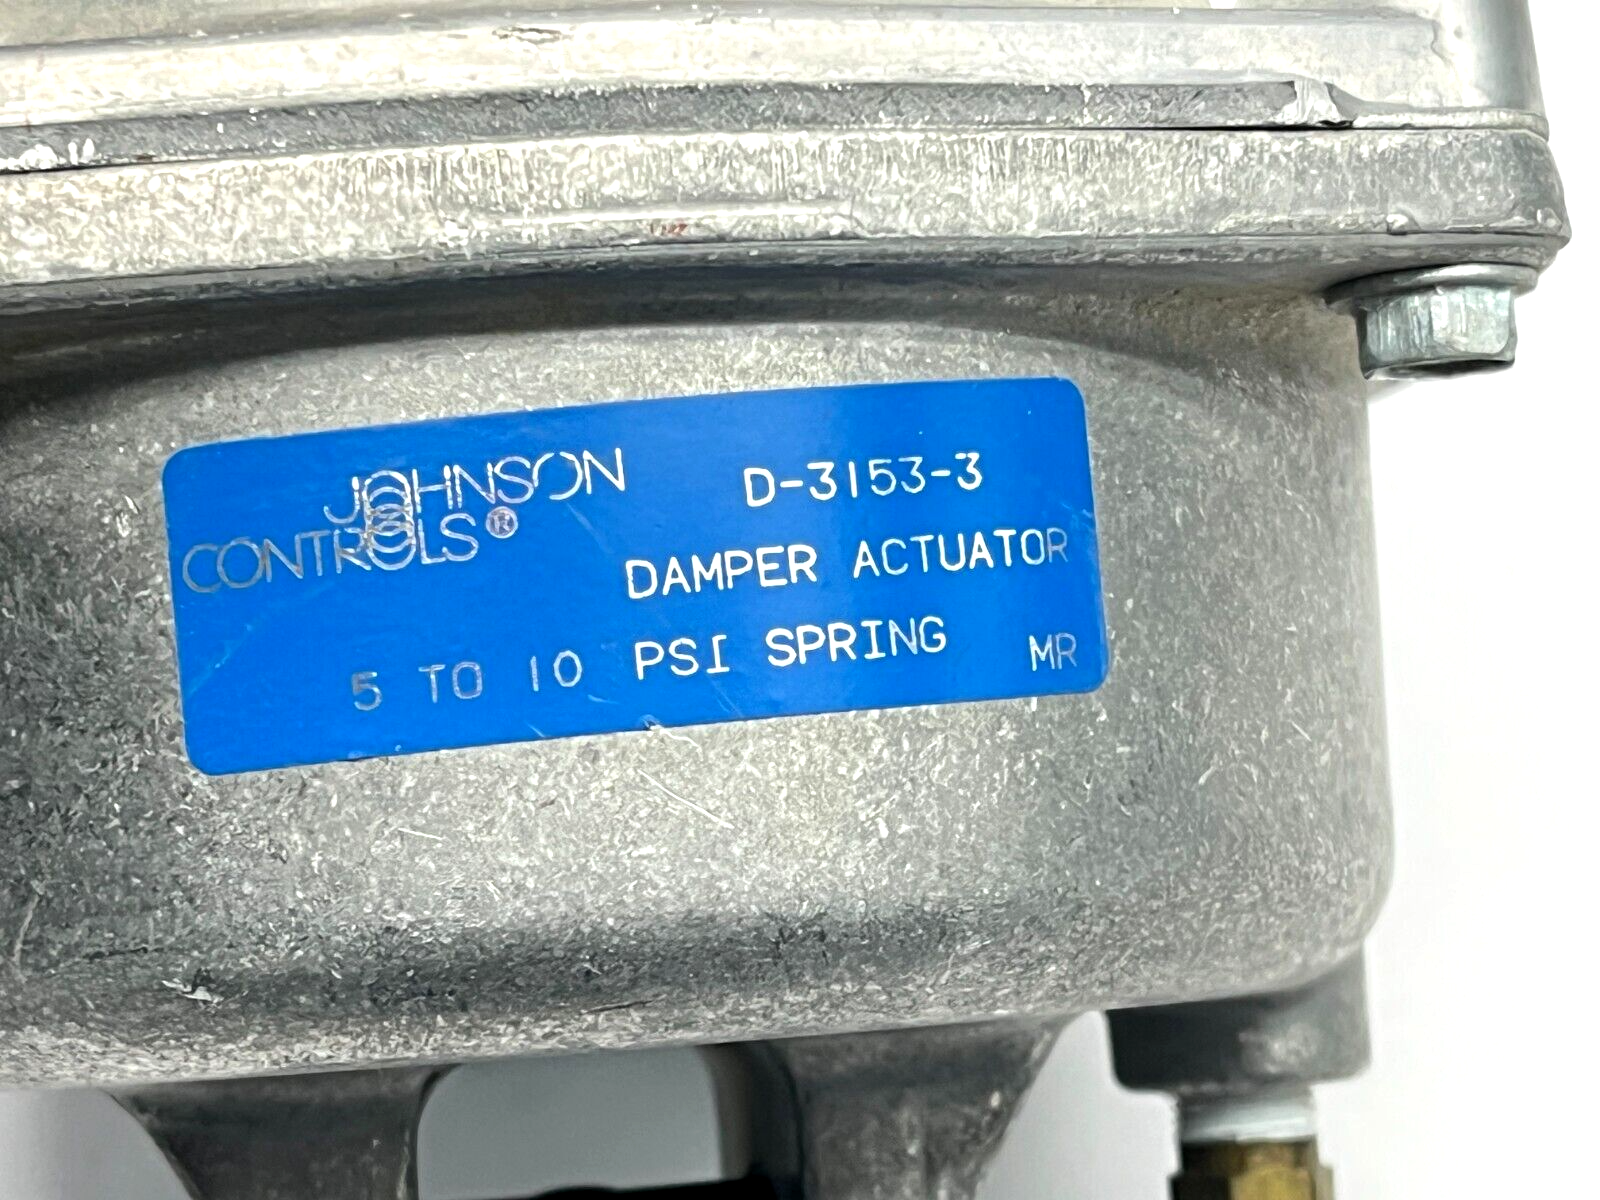 JOHNSON
CONTROLS®
D-3153-3
DAMPER ACTUATOR
5 TO 10 PSI SPRING MR